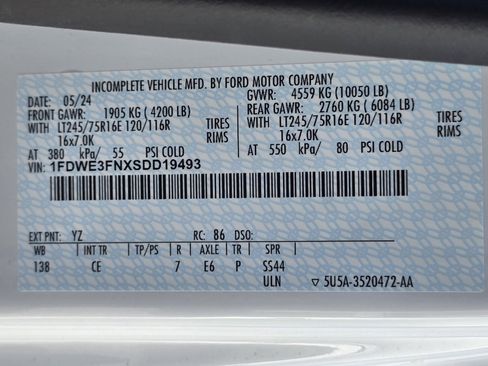 INCOMPLETE VEHICLE MFD. BY FORD MOTOR COMPANY
DATE: 05/24 GVWR: 4559 KG (10050 LB)
FRONT GAWR: 1905 KG ( 4200 LB) REAR GAWR: 2760 KG ( 6084 LB)
WITH LT245/75R16E 120/116R TIRES WITH LT245/75R16E 120/116R TIRES
16x7.0K RIMS 16x7.0K RIMS
AT 380 kPa/ 55 PSI COLD AT 550 kPa/ 80 PSI COLD
VIN: 1FDWE3FNXSDD19493
EXT PNT: YZ RC: 86 DSO:
WB INT TR TP/PS R AXLE TR SPR
138 CE 7 E6 P SS44
ULN ▽ 5U5A-3520472-AA